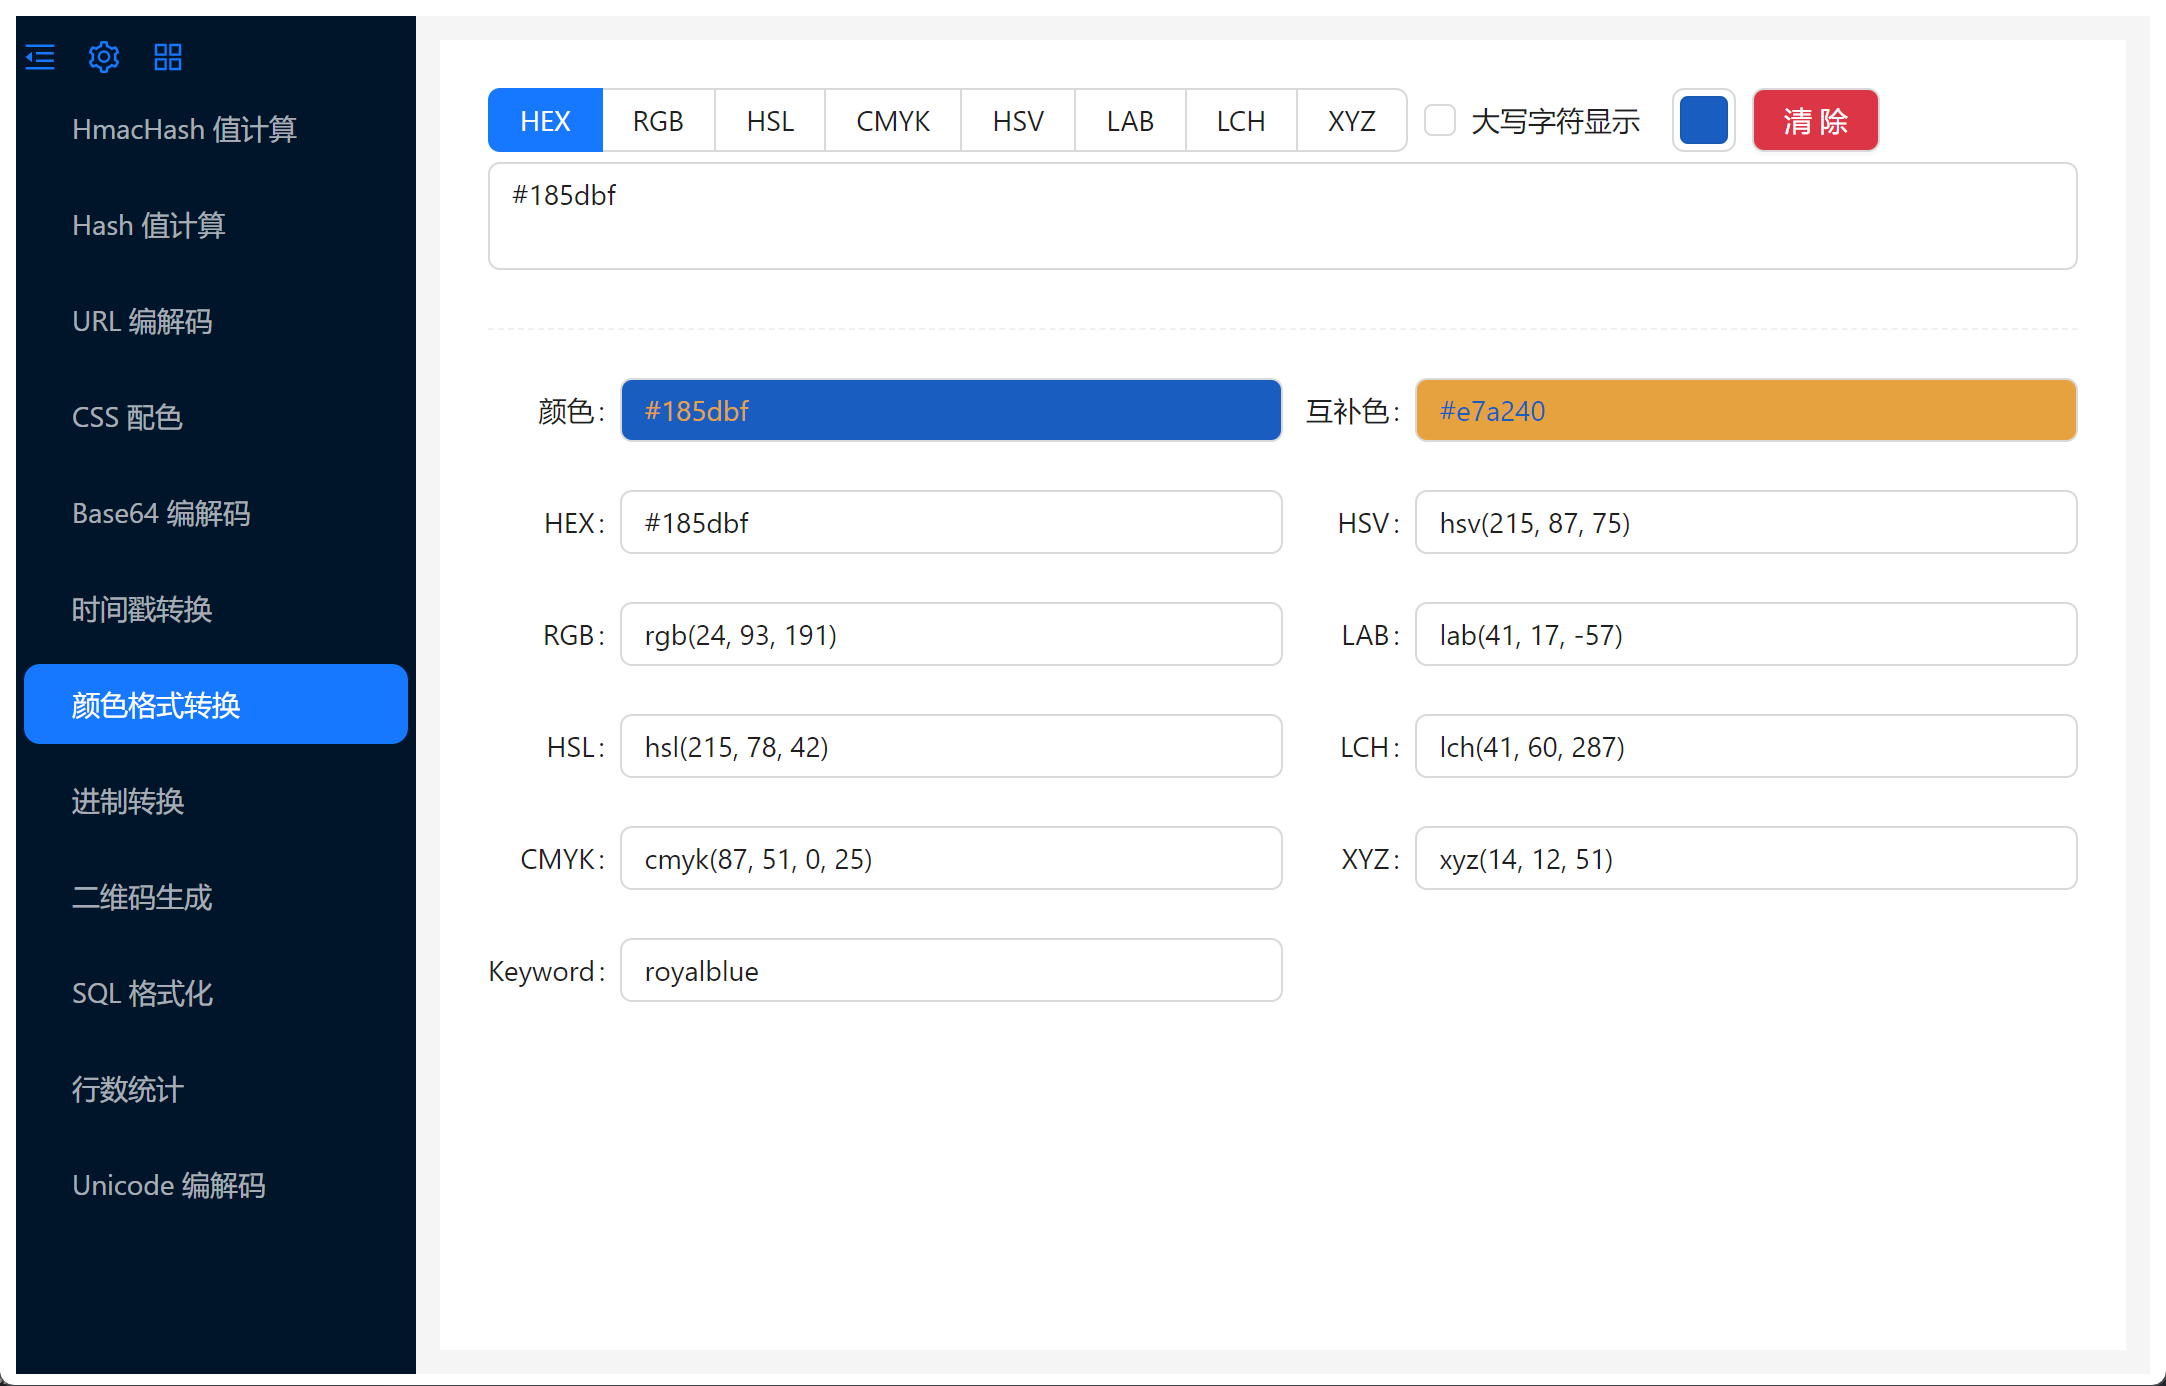 HmacHash 值计算
Hash 值计算
URL 编解码
CSS 配色
Base64 编解码
时间戳转换
颜色格式转换
进制转换
二维码生成
SQL 格式化
行数统计
Unicode 编解码
HEX RGB HSL CMYK HSV LAB LCH XYZ 大写字符显示 清 除
#185dbf
颜色: #185dbf 互补色: #e7a240
HEX: #185dbf HSV: hsv(215, 87, 75)
RGB: rgb(24, 93, 191) LAB: lab(41, 17, -57)
HSL: hsl(215, 78, 42) LCH: lch(41, 60, 287)
CMYK: cmyk(87, 51, 0, 25) XYZ: xyz(14, 12, 51)
Keyword: royalblue